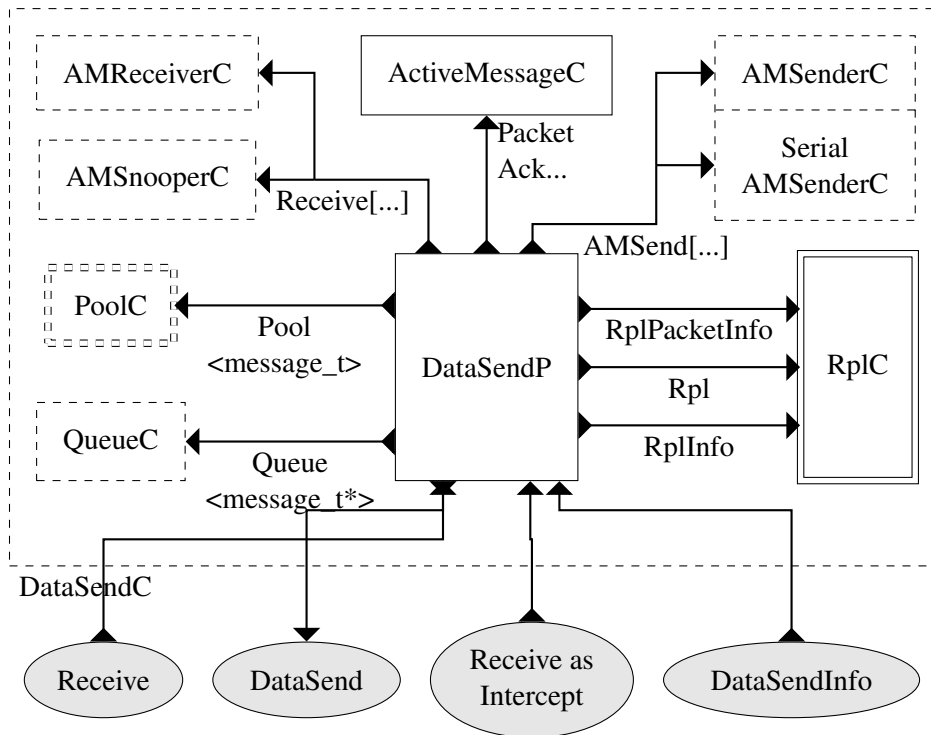 AMReceiverC
ActiveMessageC
AMSenderC
Packet
Ack...
Serial
AMSenderC
AMSnooperC
Receive[...]
AMSend[...]
PoolC
Pool
<message_t>
DataSendP
RplPacketInfo
Rpl
RplInfo
RplC
QueueC
Queue
<message_t*>
DataSendC
Receive
DataSend
Receive as
Intercept
DataSendInfo